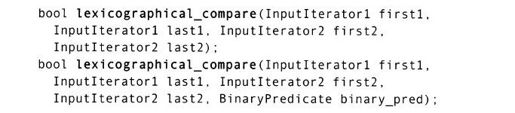 bool lexicographical_compare(InputIterator1 first1,
InputIterator1 last1, InputIterator2 first2,
InputIterator2 last2);
bool lexicographical_compare(InputIterator1 first1,
InputIterator1 last1, InputIterator2 first2,
InputIterator2 last2, BinaryPredicate binary_pred);